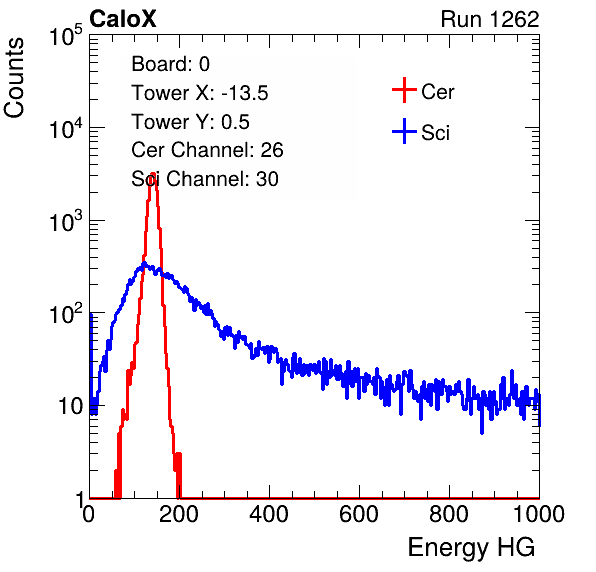 CaloX Run 1262
Counts
Board: 0
Tower X: -13.5
Tower Y: 0.5
Cer Channel: 26
Sci Channel: 30
Cer
Sci
10^5
10^4
10^3
10^2
10
1
0 200 400 600 800 1000
Energy HG